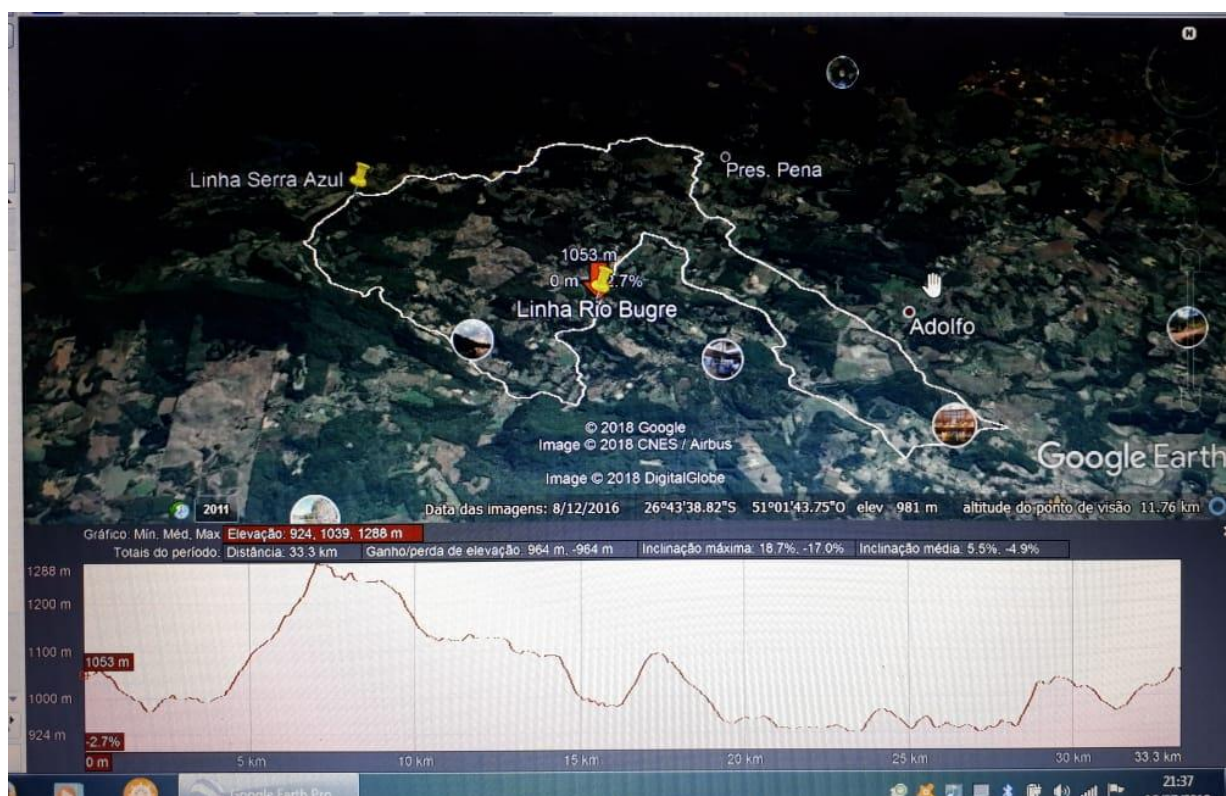 N
Linha Serra Azul
Pres. Pena
1053 m
0 m 2.7%
Linha Rio Bugre
Adolfo
© 2018 Google
Image © 2018 CNES / Airbus
Image © 2018 DigitalGlobe
Google Earth
2011
Data das imagens: 8/12/2016 26°43'38.82"S 51°01'43.75"O elev 981 m altitude do ponto de visão 11.76 km
Gráfico: Mín, Méd, Max Elevação: 924, 1039, 1288 m
Totais do período: Distância: 33.3 km Ganho/perda de elevação: 964 m, -964 m Inclinação máxima: 18.7%, -17.0% Inclinação média: 5.5%, -4.9%
1288 m
1200 m
1100 m
1053 m
1000 m
924 m
-2.7%
0 m 5 km 10 km 15 km 20 km 25 km 30 km 33.3 km
Google Earth Pro
21:37